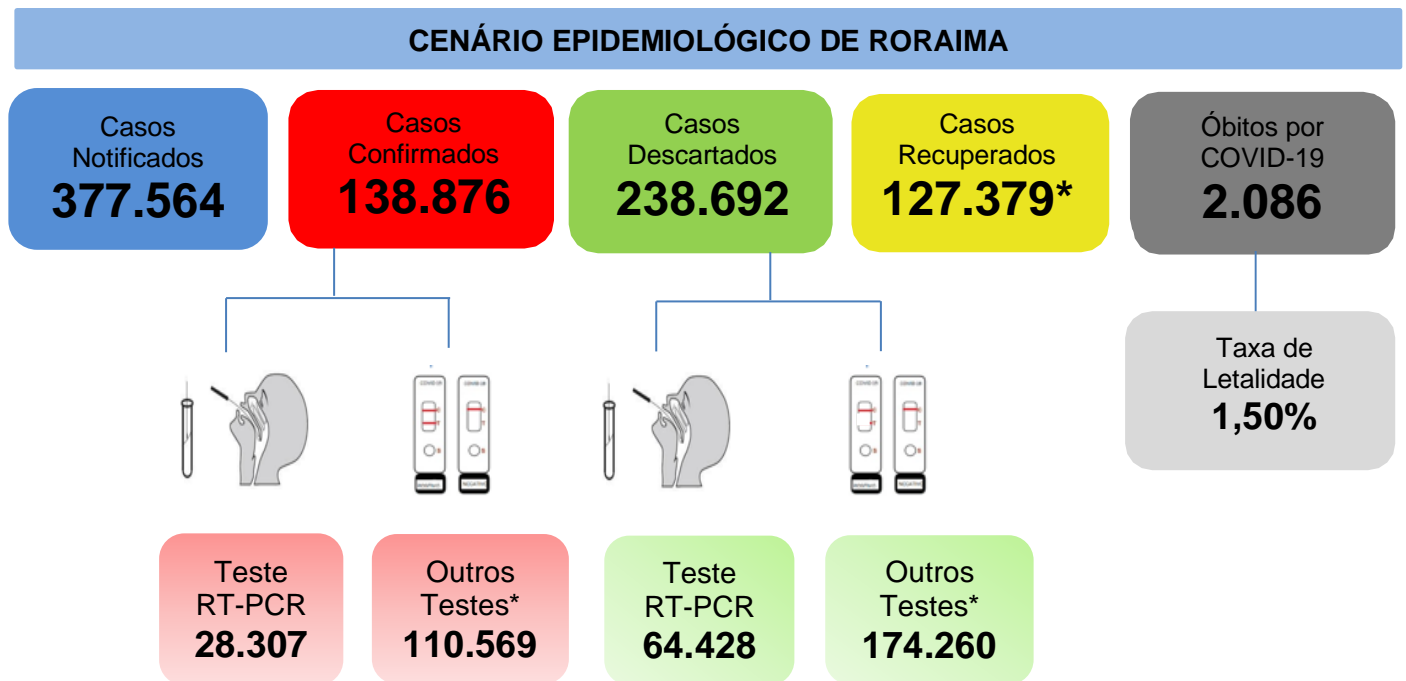 CENÁRIO EPIDEMIOLÓGICO DE RORAIMA
Casos
Notificados
377.564
Casos
Confirmados
138.876
Casos
Descartados
238.692
Casos
Recuperados
127.379*
Óbitos por
COVID-19
2.086
Taxa de
Letalidade
1,50%
Teste
RT-PCR
28.307
Outros
Testes*
110.569
Teste
RT-PCR
64.428
Outros
Testes*
174.260